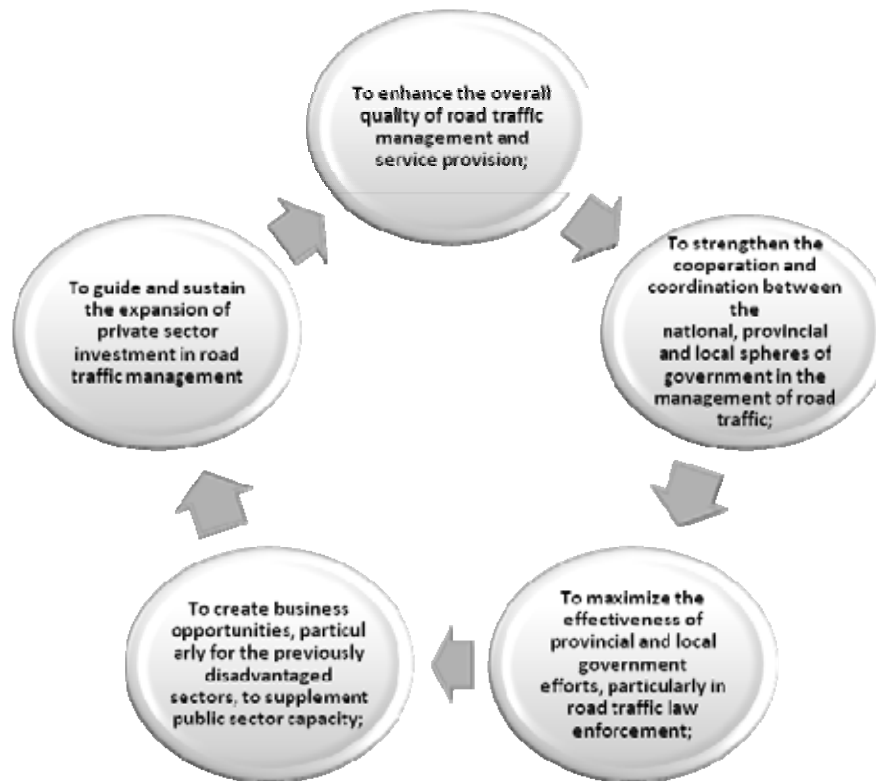 To enhance the overall
quality of road traffic
management and
service provision;
To strengthen the
cooperation and
coordination between
the
national, provincial
and local spheres of
government in the
management of road
traffic;
To maximize the
effectiveness of
provincial and local
government
efforts, particularly in
road traffic law
enforcement;
To create business
opportunities, particul
arly for the previously
disadvantaged
sectors, to supplement
public sector capacity;
To guide and sustain
the expansion of
private sector
investment in road
traffic management